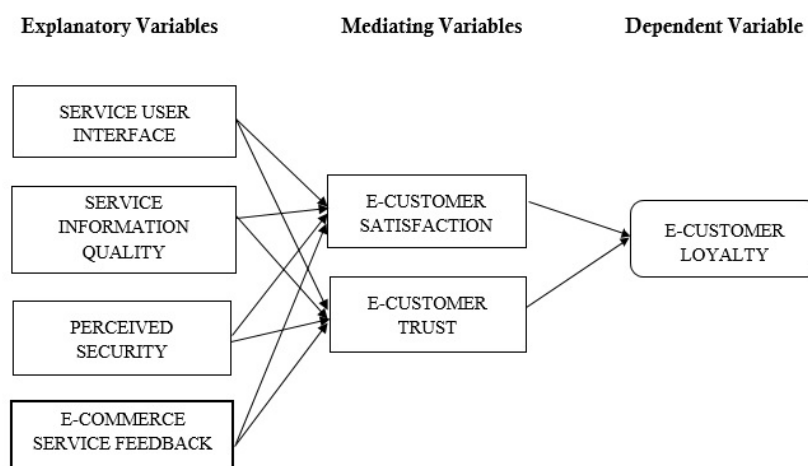 Explanatory Variables
Mediating Variables
Dependent Variable
SERVICE USER
INTERFACE
SERVICE
INFORMATION
QUALITY
PERCEIVED
SECURITY
E-COMMERCE
SERVICE FEEDBACK
E-CUSTOMER
SATISFACTION
E-CUSTOMER
TRUST
E-CUSTOMER
LOYALTY